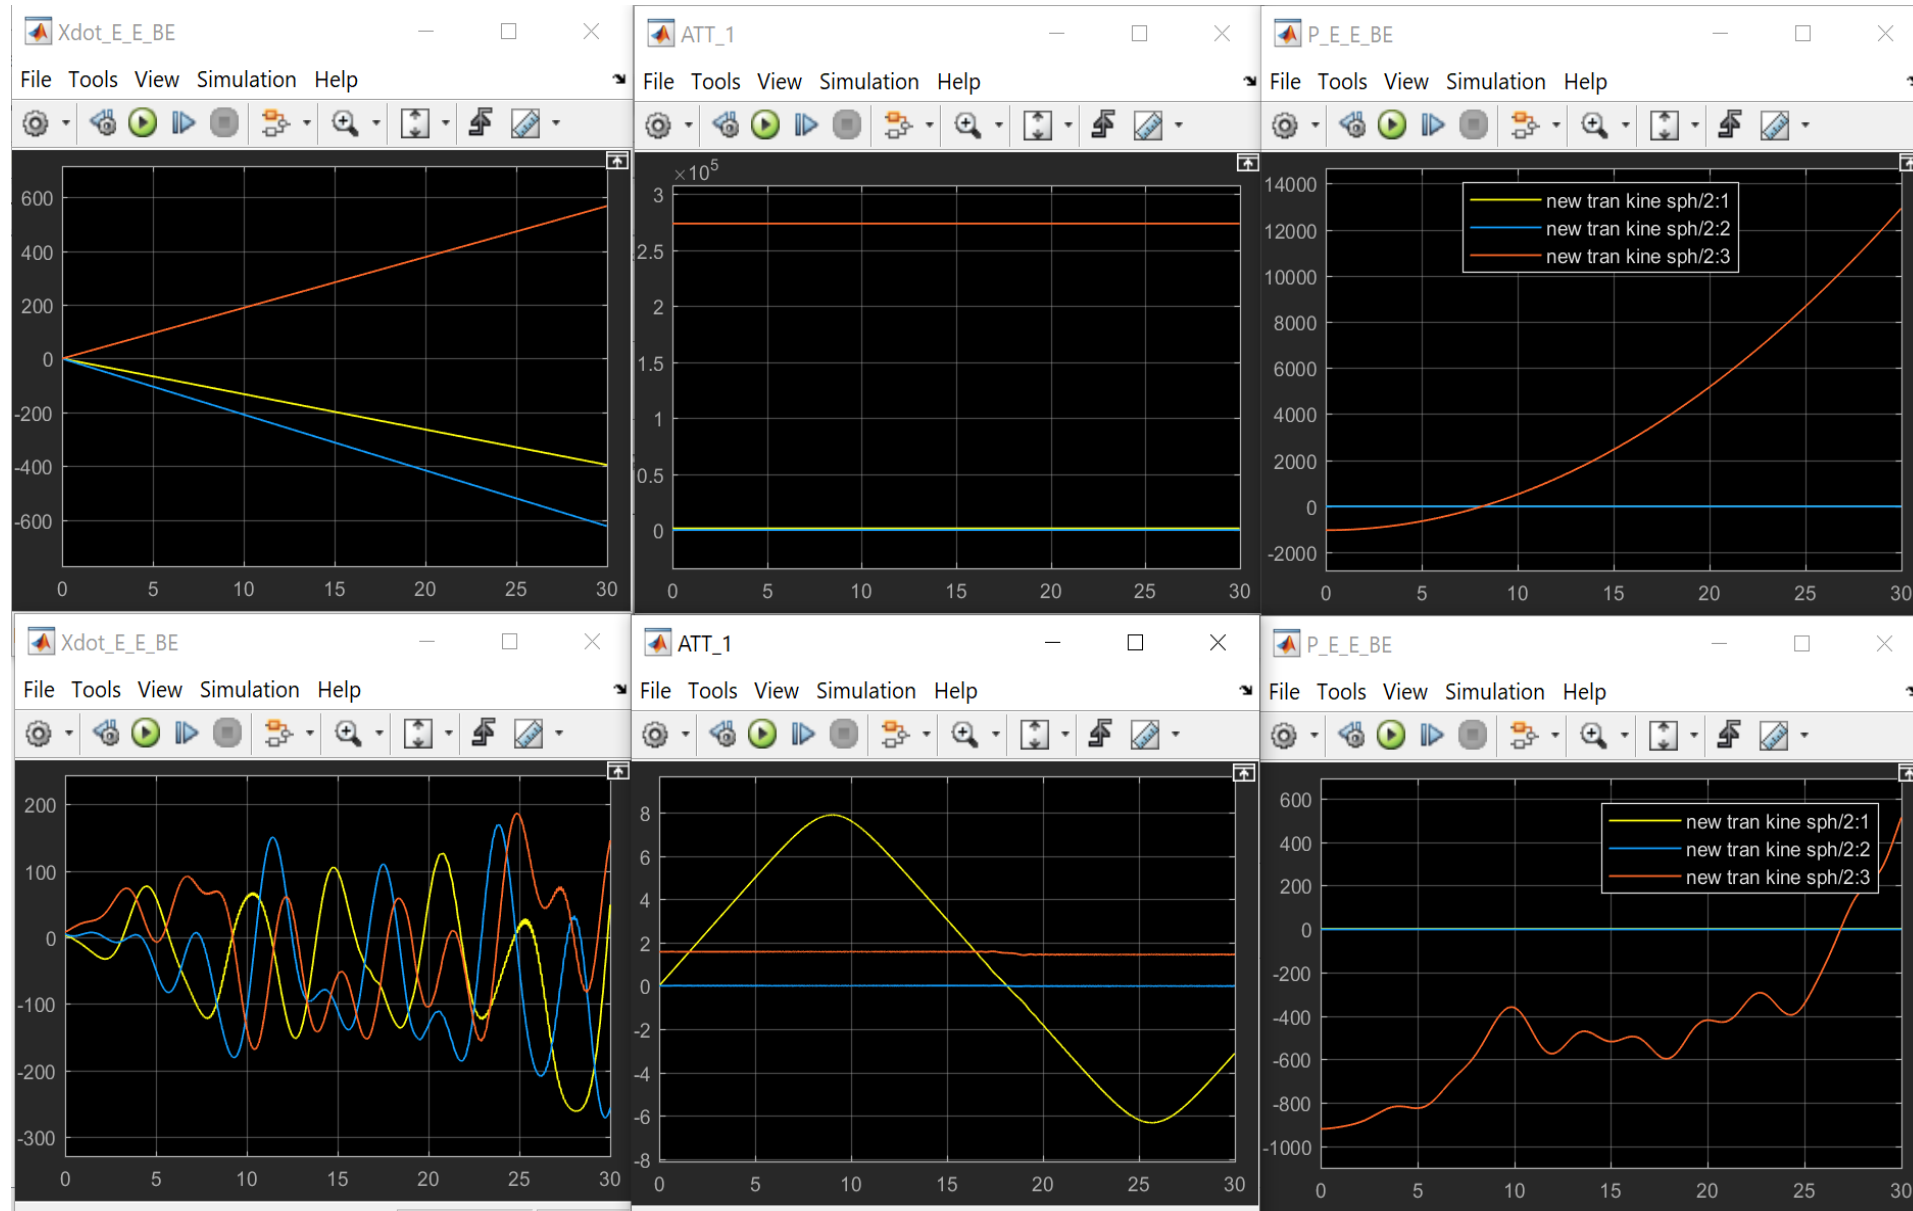 Xdot_E_E_BE
File Tools View Simulation Help
600
400
200
0
-200
-400
-600
0 5 10 15 20 25 30
ATT_1
File Tools View Simulation Help
×10^5
3
2.5
2
1.5
1
0.5
0
0 5 10 15 20 25 30
P_E_E_BE
File Tools View Simulation Help
14000
12000
10000
8000
6000
4000
2000
0
-2000
new tran kine sph/2:1
new tran kine sph/2:2
new tran kine sph/2:3
0 5 10 15 20 25 30
Xdot_E_E_BE
File Tools View Simulation Help
200
100
0
-100
-200
-300
0 5 10 15 20 25 30
ATT_1
File Tools View Simulation Help
8
6
4
2
0
-2
-4
-6
-8
0 5 10 15 20 25 30
P_E_E_BE
File Tools View Simulation Help
600
400
200
0
-200
-400
-600
-800
-1000
new tran kine sph/2:1
new tran kine sph/2:2
new tran kine sph/2:3
0 5 10 15 20 25 30